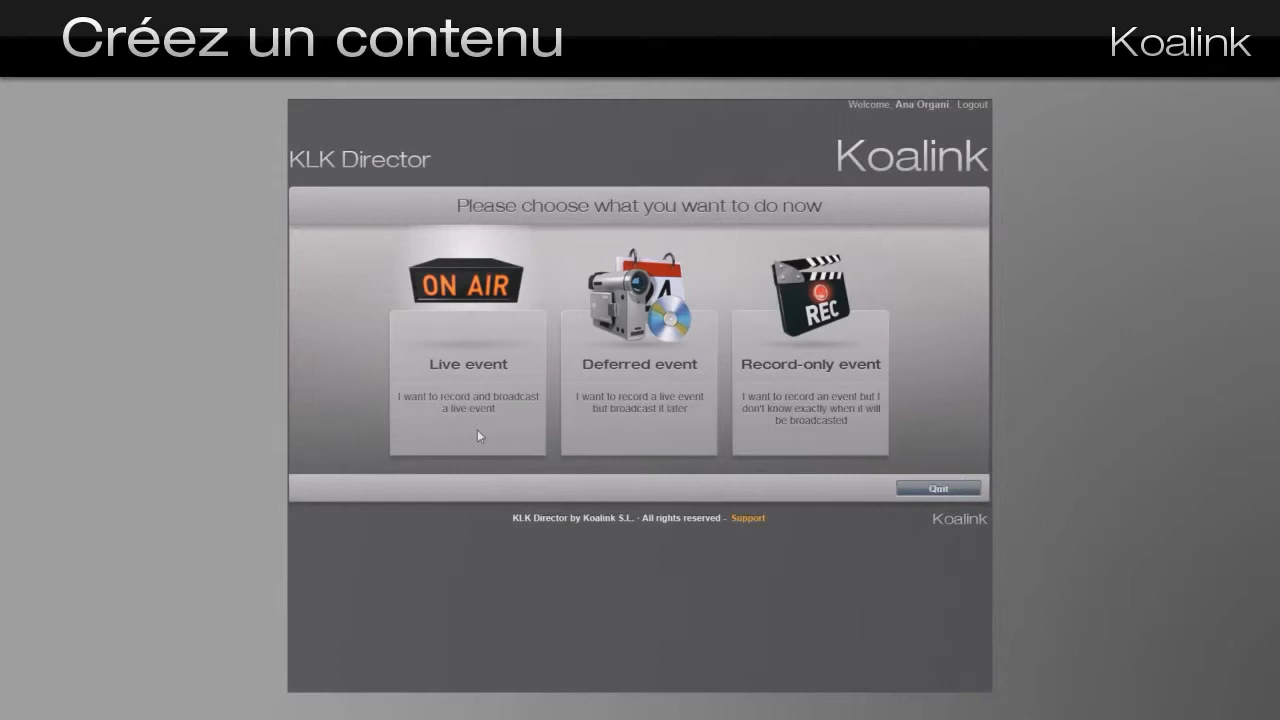 Créez un contenu
Koalink
Welcome, Ana Organi Logout
KLK Director
Koalink
Please choose what you want to do now
ON AIR
4
REC
Live event
Deferred event
Record-only event
I want to record and broadcast
a live event
I want to record a live event
but broadcast it later
I want to record an event but I
don't know exactly when it will
be broadcasted
Quit
KLK Director by Koalink S.L. · All rights reserved - Support
Koalink